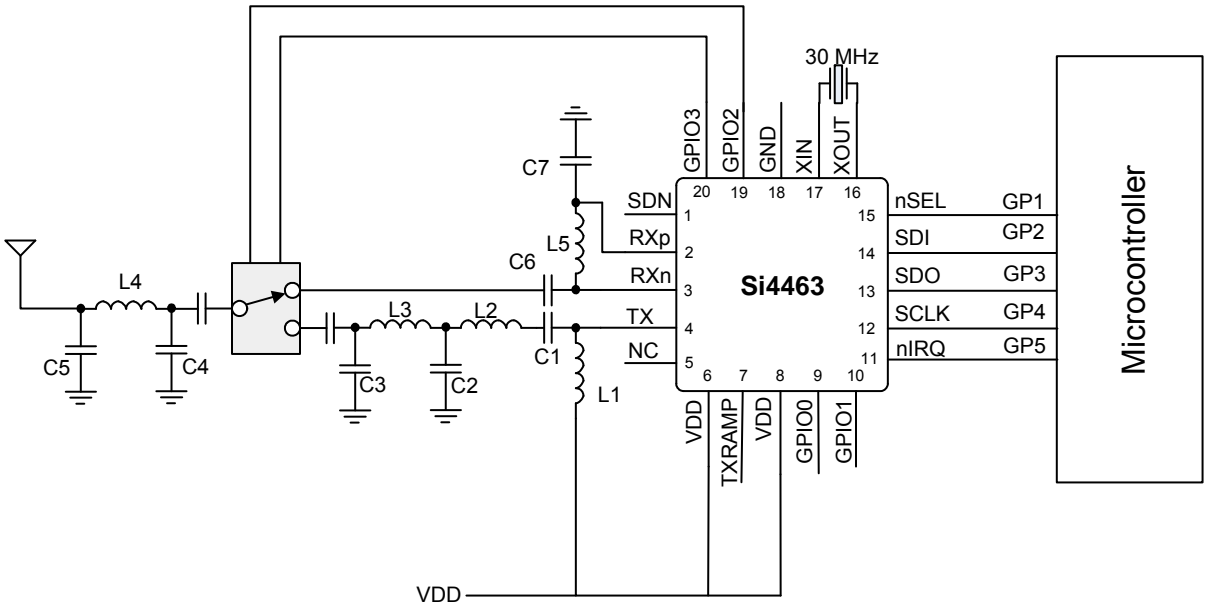 30 MHz
GPIO3
GPIO2
GND
XIN
XOUT
C7
20
19
18
17
16
SDN
1
nSEL
GP1
15
RXp
2
SDI
GP2
14
L5
L4
C6
RXn
3
Si4463
SDO
GP3
13
L3
L2
TX
4
SCLK
GP4
12
C1
NC
5
nIRQ
GP5
11
C5
C4
C3
C2
L1
6
7
8
9
10
VDD
TXRAMP
VDD
GPIO0
GPIO1
Microcontroller
VDD